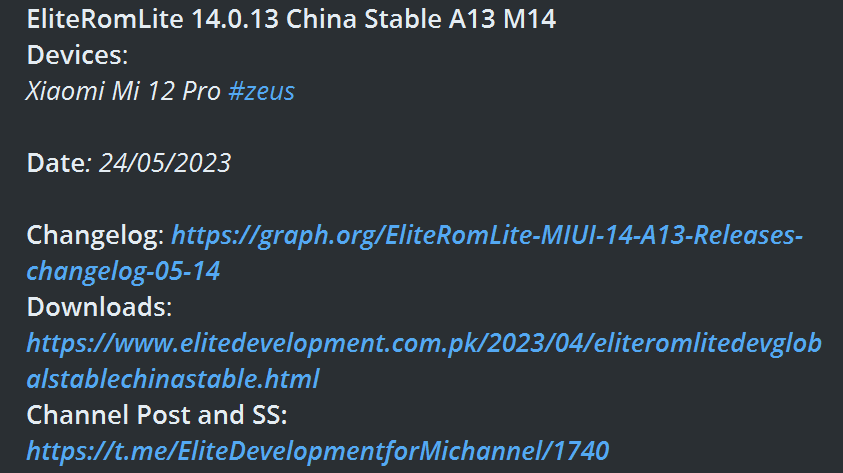 EliteRomLite 14.0.13 China Stable A13 M14
Devices:
Xiaomi Mi 12 Pro #zeus
Date: 24/05/2023
Changelog: https://graph.org/EliteRomLite-MIUI-14-A13-Releases-
changelog-05-14
Downloads:
https://www.elitedevelopment.com.pk/2023/04/eliteromlitedevglob
alstablechinastable.html
Channel Post and SS:
https://t.me/EliteDevelopmentforMichannel/1740